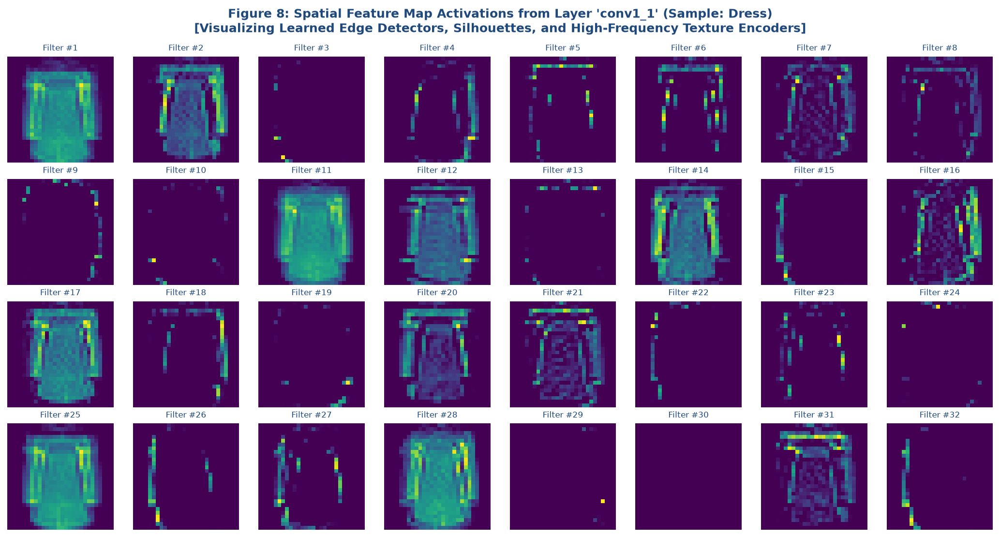 Figure 8: Spatial Feature Map Activations from Layer 'conv1_1' (Sample: Dress)
[Visualizing Learned Edge Detectors, Silhouettes, and High-Frequency Texture Encoders]
Filter #1 Filter #2 Filter #3 Filter #4 Filter #5 Filter #6 Filter #7 Filter #8
Filter #9 Filter #10 Filter #11 Filter #12 Filter #13 Filter #14 Filter #15 Filter #16
Filter #17 Filter #18 Filter #19 Filter #20 Filter #21 Filter #22 Filter #23 Filter #24
Filter #25 Filter #26 Filter #27 Filter #28 Filter #29 Filter #30 Filter #31 Filter #32